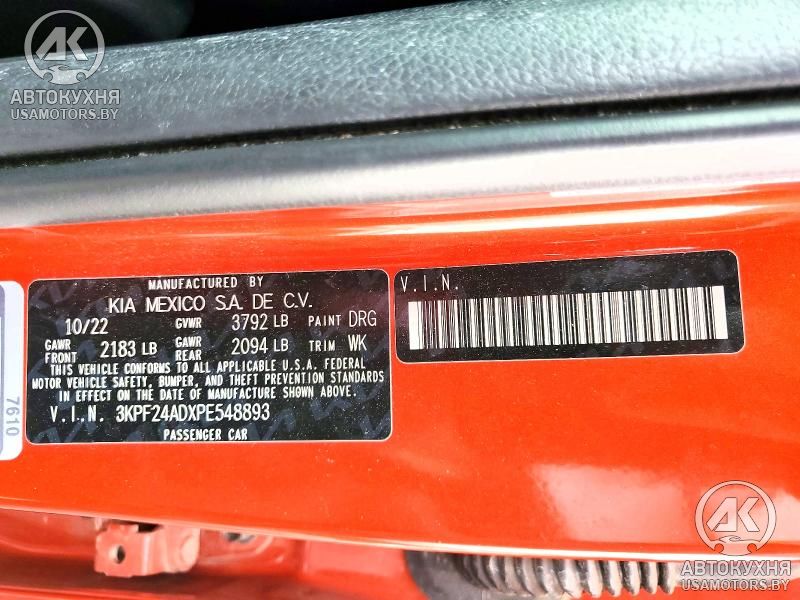 AK
АВТОКУХНЯ
USAMOTORS.BY
MANUFACTURED BY
KIA MEXICO S.A. DE C.V.
10/22 GVWR 3792 LB PAINT DRG
GAWR FRONT 2183 LB GAWR REAR 2094 LB TRIM WK
THIS VEHICLE CONFORMS TO ALL APPLICABLE U.S.A. FEDERAL
MOTOR VEHICLE SAFETY, BUMPER, AND THEFT PREVENTION STANDARDS
IN EFFECT ON THE DATE OF MANUFACTURE SHOWN ABOVE.
V.I.N. 3KPF24ADXPE548893
PASSENGER CAR
V.I.N.
7610
AK
АВТОКУХНЯ
USAMOTORS.BY